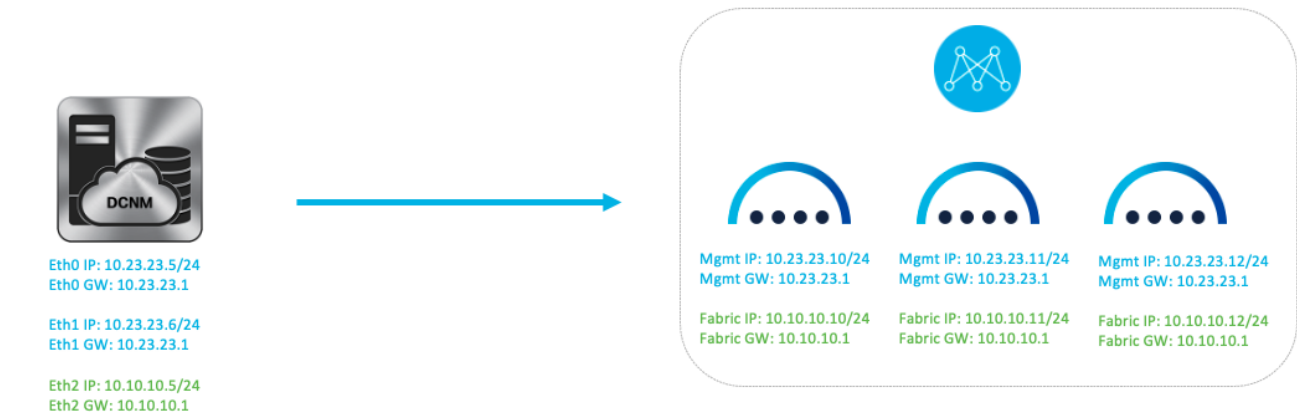 DCNM
Eth0 IP: 10.23.23.5/24
Eth0 GW: 10.23.23.1
Eth1 IP: 10.23.23.6/24
Eth1 GW: 10.23.23.1
Eth2 IP: 10.10.10.5/24
Eth2 GW: 10.10.10.1
Mgmt IP: 10.23.23.10/24
Mgmt GW: 10.23.23.1
Fabric IP: 10.10.10.10/24
Fabric GW: 10.10.10.1
Mgmt IP: 10.23.23.11/24
Mgmt GW: 10.23.23.1
Fabric IP: 10.10.10.11/24
Fabric GW: 10.10.10.1
Mgmt IP: 10.23.23.12/24
Mgmt GW: 10.23.23.1
Fabric IP: 10.10.10.12/24
Fabric GW: 10.10.10.1